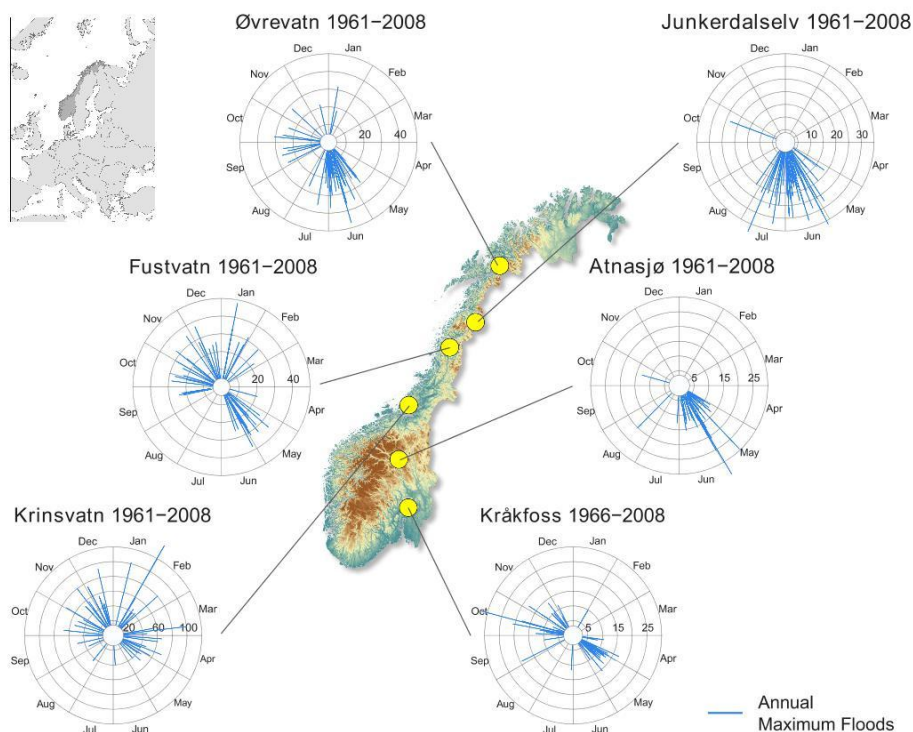 Øvrevatn 1961–2008
Dec
Jan
Nov
Feb
Oct
Mar
20
40
Sep
Apr
Aug
May
Jul
Jun
Junkerdalselv 1961–2008
Dec
Jan
Nov
Feb
Oct
Mar
10
20
30
Sep
Apr
Aug
May
Jul
Jun
Fustvatn 1961–2008
Dec
Jan
Nov
Feb
Oct
Mar
20
40
Sep
Apr
Aug
May
Jul
Jun
Atnasjø 1961–2008
Dec
Jan
Nov
Feb
Oct
Mar
5
15
25
Sep
Apr
Aug
May
Jul
Jun
Krinsvatn 1961–2008
Dec
Jan
Nov
Feb
Oct
Mar
20
60
100
Sep
Apr
Aug
May
Jul
Jun
Kråkfoss 1966–2008
Dec
Jan
Nov
Feb
Oct
Mar
5
15
25
Sep
Apr
Aug
May
Jul
Jun
Annual
Maximum Floods